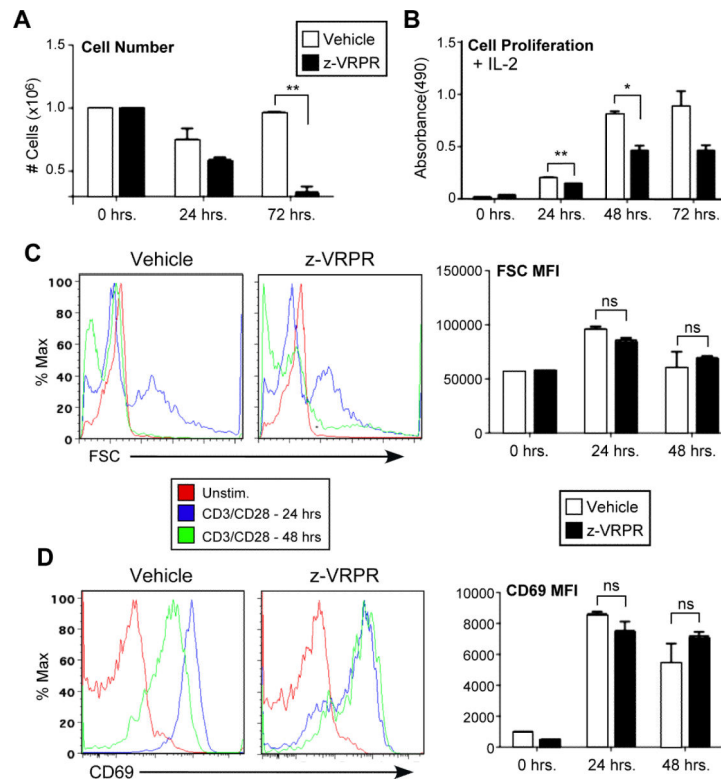 A
Cell Number
Vehicle
z-VRPR
# Cells (x10⁶)
1.5
1.0
0.5
**
0 hrs.
24 hrs.
72 hrs.
B
Cell Proliferation
+ IL-2
Absorbance(490)
1.5
1.0
0.5
0
**
*
0 hrs.
24 hrs.
48 hrs.
72 hrs.
C
Vehicle
z-VRPR
% Max
100
80
60
40
20
0
FSC
FSC MFI
150000
100000
50000
0
ns
ns
0 hrs.
24 hrs.
48 hrs.
Unstim.
CD3/CD28 - 24 hrs
CD3/CD28 - 48 hrs
Vehicle
z-VRPR
D
Vehicle
z-VRPR
% Max
100
80
60
40
20
0
CD69
CD69 MFI
10000
8000
6000
4000
2000
0
ns
ns
0 hrs.
24 hrs.
48 hrs.